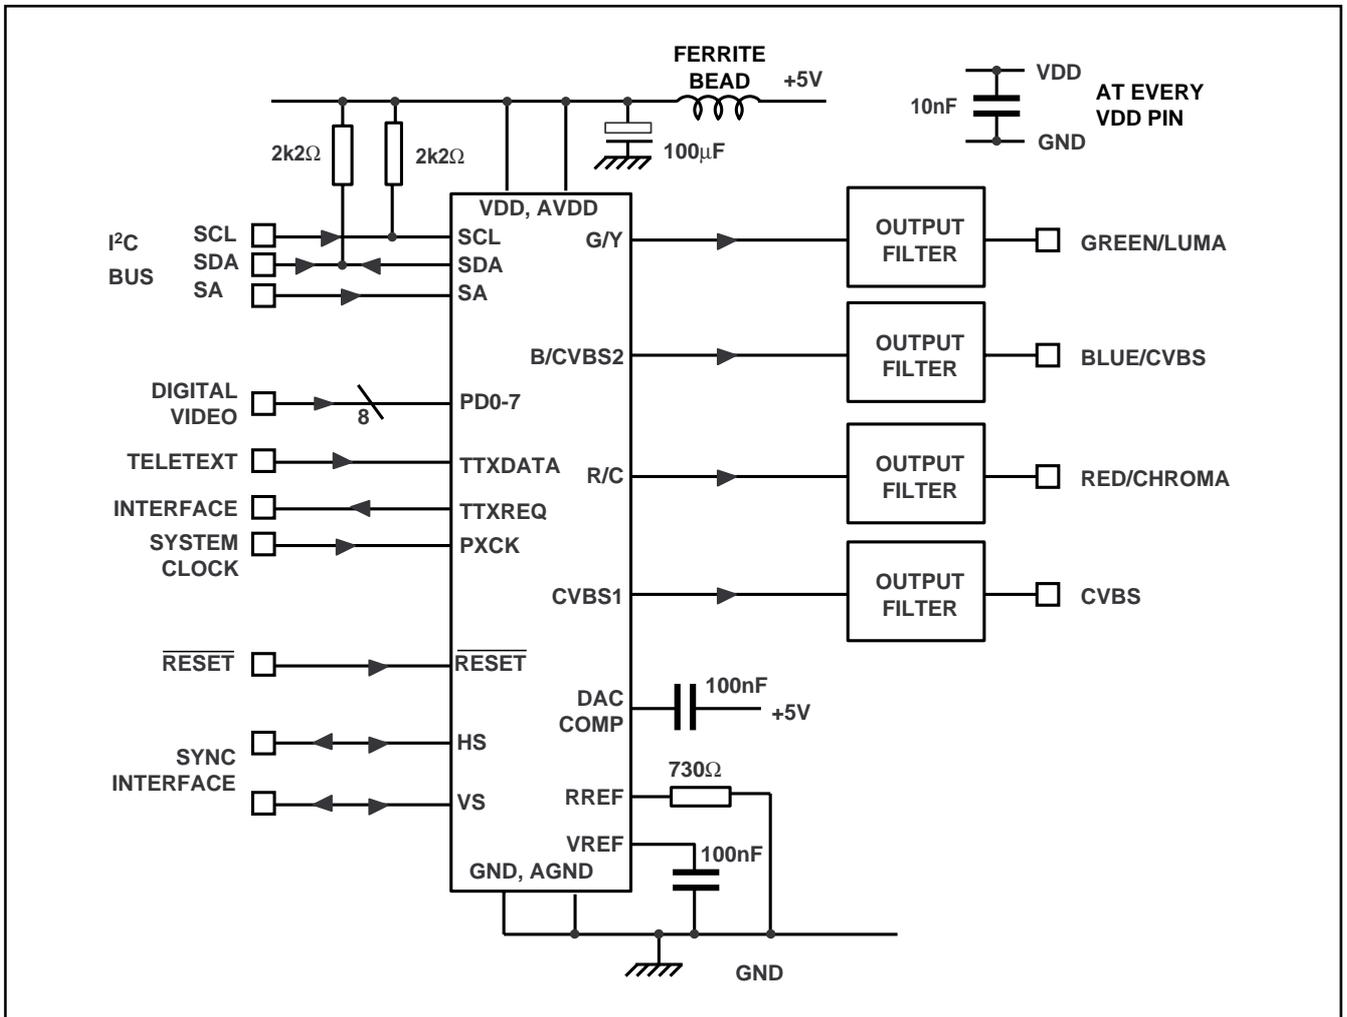 FERRITE
BEAD
+5V
VDD
10nF
GND
AT EVERY
VDD PIN
2k2Ω
2k2Ω
100µF
I²C
BUS
SCL
SDA
SA
DIGITAL
VIDEO
8
TELETEXT
INTERFACE
SYSTEM
CLOCK
RESET
SYNC
INTERFACE
VDD, AVDD
SCL
SDA
SA
PD0-7
TTXDATA
TTXREQ
PXCK
RESET
HS
VS
G/Y
B/CVBS2
R/C
CVBS1
DAC
COMP
RREF
VREF
GND, AGND
OUTPUT
FILTER
GREEN/LUMA
OUTPUT
FILTER
BLUE/CVBS
OUTPUT
FILTER
RED/CHROMA
OUTPUT
FILTER
CVBS
100nF
+5V
730Ω
100nF
GND